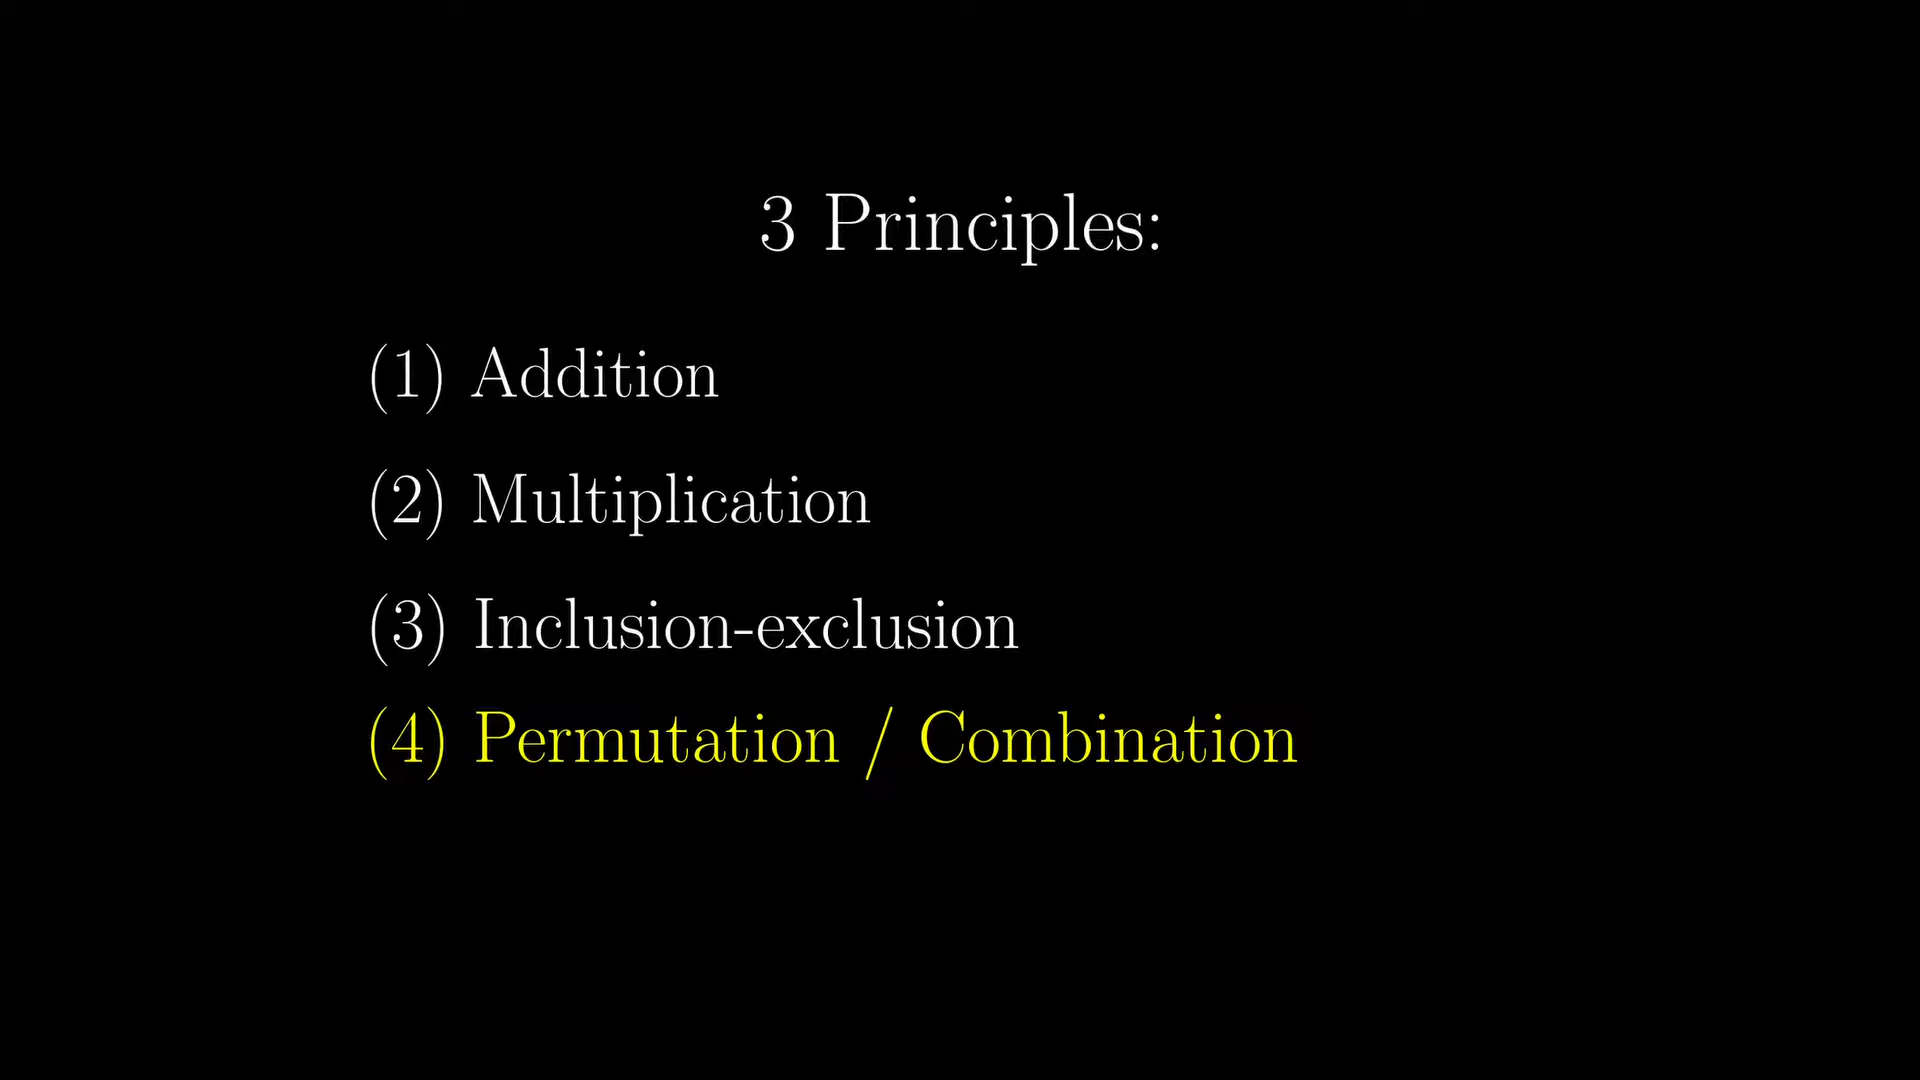 3 Principles:
(1) Addition
(2) Multiplication
(3) Inclusion-exclusion
(4) Permutation / Combination